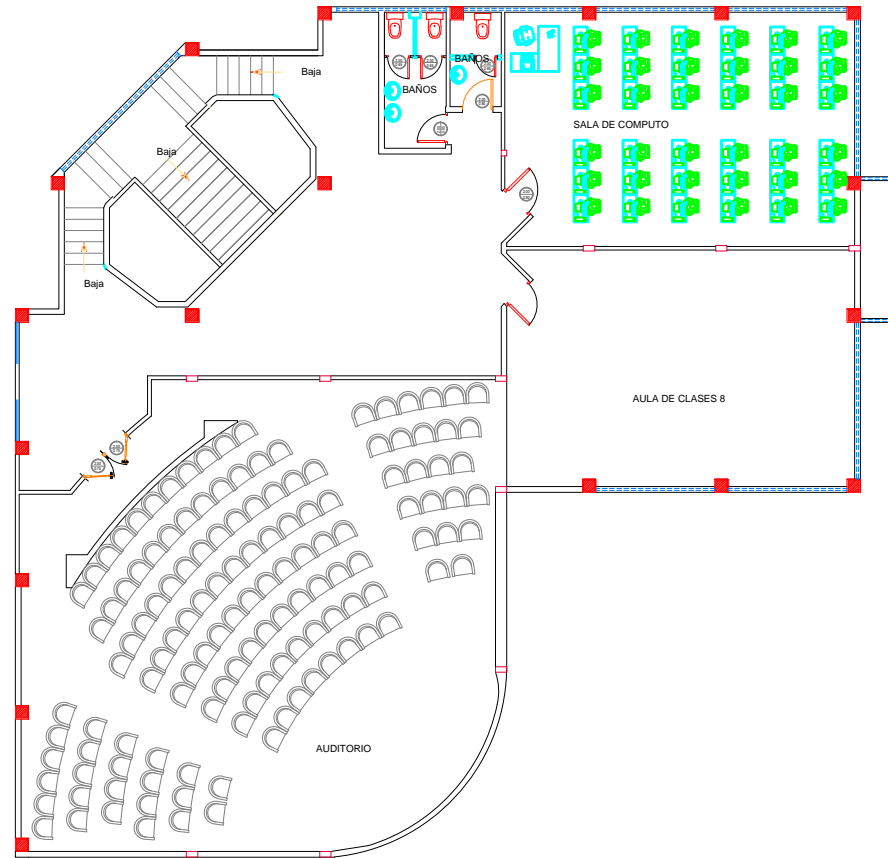 Baja
BAÑOS
BAÑOS
SALA DE COMPUTO
Baja
Baja
AULA DE CLASES 8
AUDITORIO